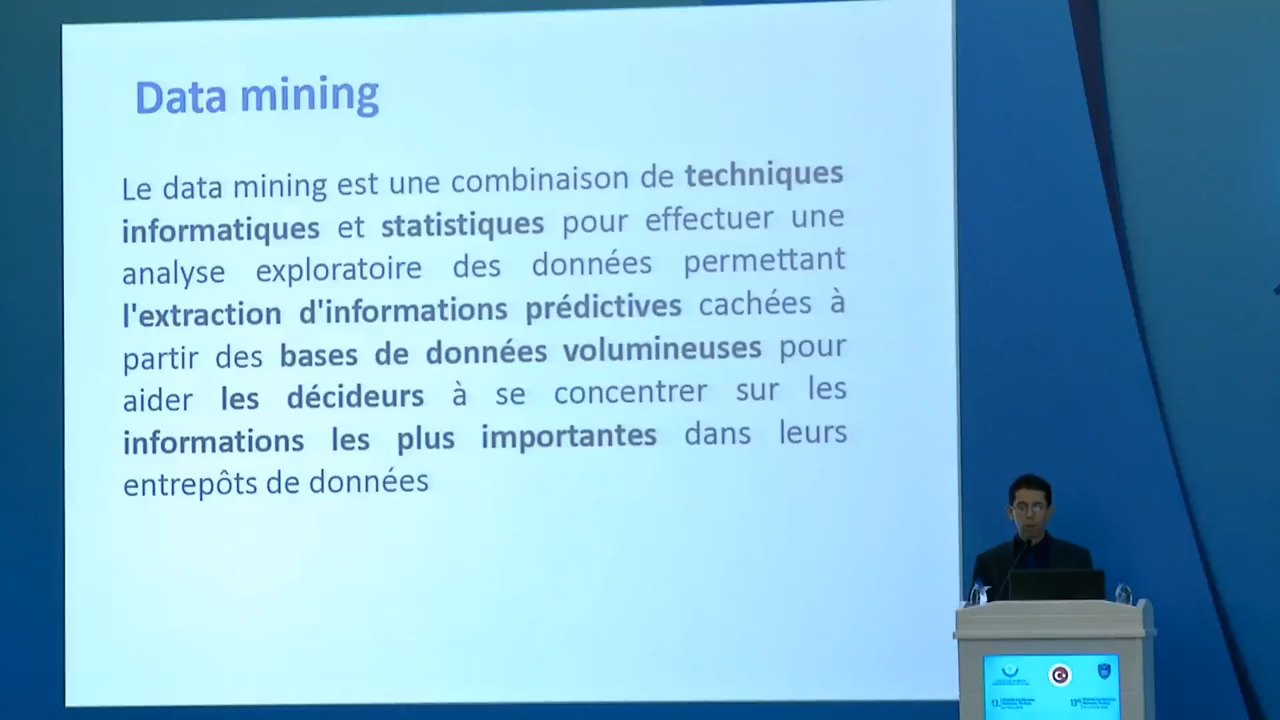 Data mining
Le data mining est une combinaison de techniques
informatiques et statistiques pour effectuer une
analyse exploratoire des données permettant
l'extraction d'informations prédictives cachées à
partir des bases de données volumineuses pour
aider les décideurs à se concentrer sur les
informations les plus importantes dans leurs
entrepôts de données